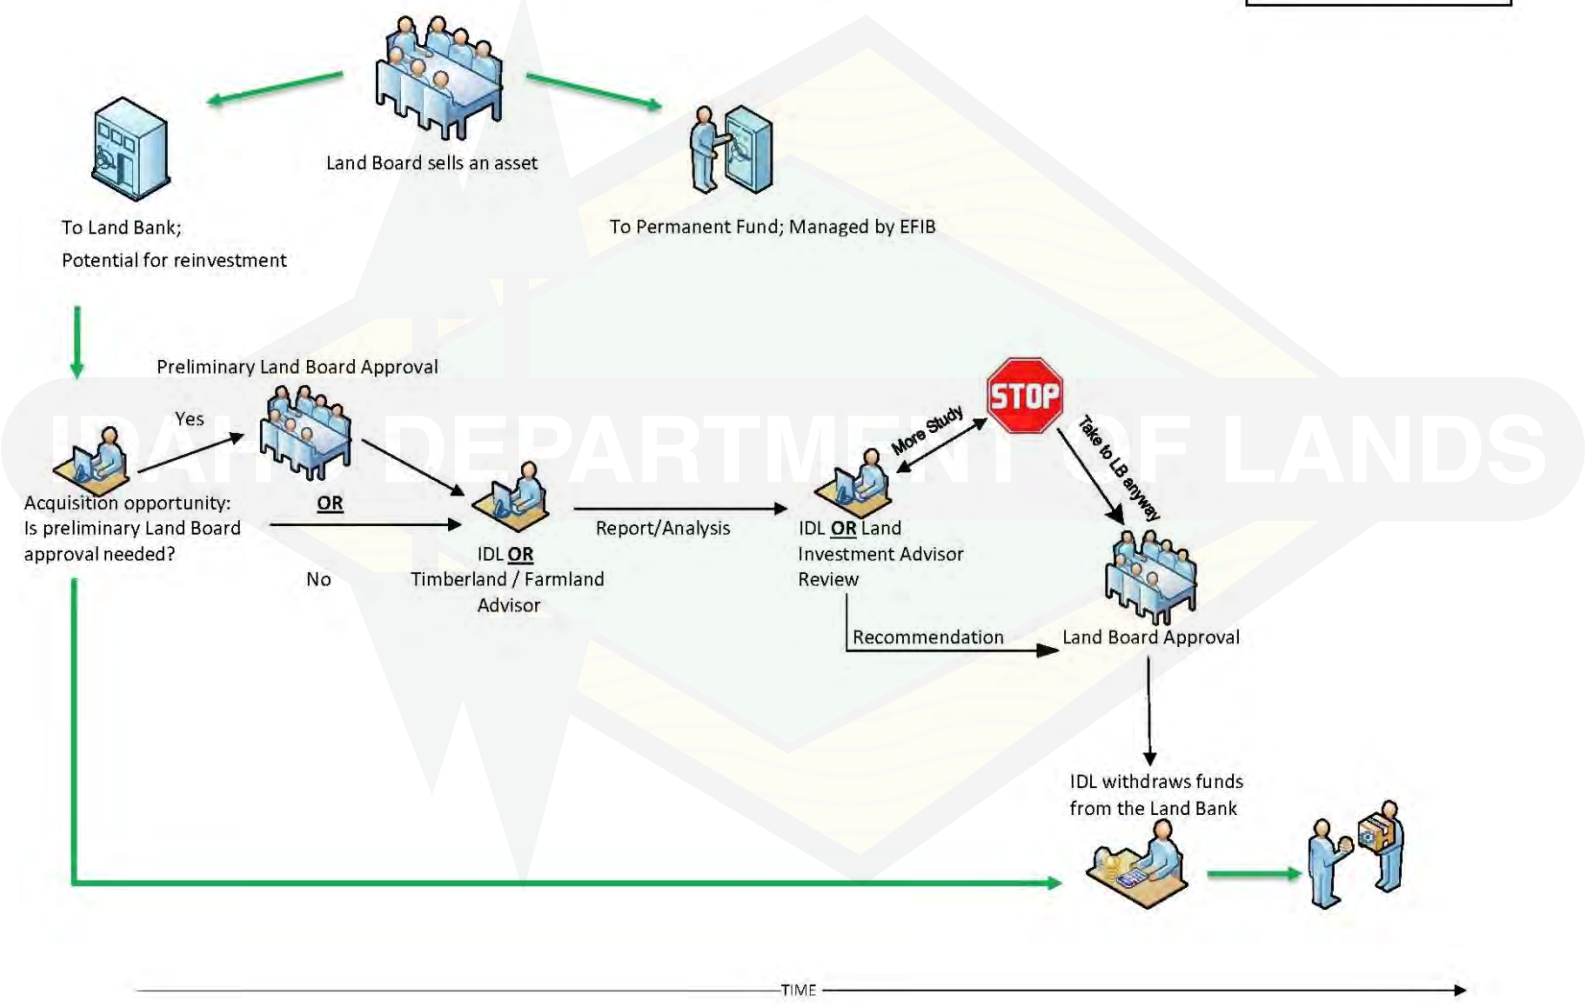 Land Board sells an asset
To Land Bank;
Potential for reinvestment
To Permanent Fund; Managed by EFIB
Preliminary Land Board Approval
Yes
Acquisition opportunity:
Is preliminary Land Board
approval needed?
OR
No
IDL OR
Timberland / Farmland
Advisor
Report/Analysis
IDL OR Land
Investment Advisor
Review
More Study
STOP
Take to LB anyway
Recommendation
Land Board Approval
IDL withdraws funds
from the Land Bank
TIME
IDAHO DEPARTMENT OF LANDS